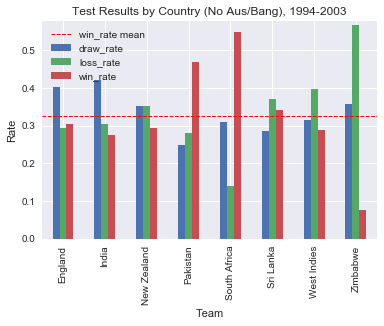 Test Results by Country (No Aus/Bang), 1994-2003
win_rate mean
draw_rate
loss_rate
win_rate
Rate
0.5
0.4
0.3
0.2
0.1
0.0
England
India
New Zealand
Pakistan
South Africa
Sri Lanka
West Indies
Zimbabwe
Team